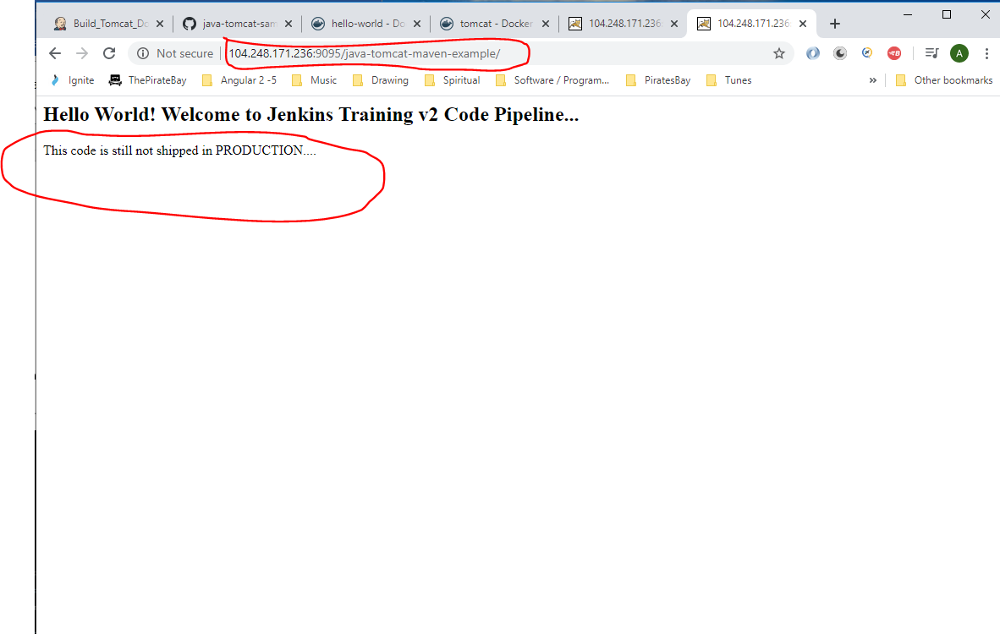 Build_Tomcat_Dc java-tomcat-sam hello-world - Do tomcat - Docker 104.248.171.236: 104.248.171.236:
Not secure 104.248.171.236:9095/java-tomcat-maven-example/ A
Ignite ThePirateBay Angular 2 -5 Music Drawing Spiritual Software / Program... PiratesBay Tunes » Other bookmarks
Hello World! Welcome to Jenkins Training v2 Code Pipeline...
This code is still not shipped in PRODUCTION....